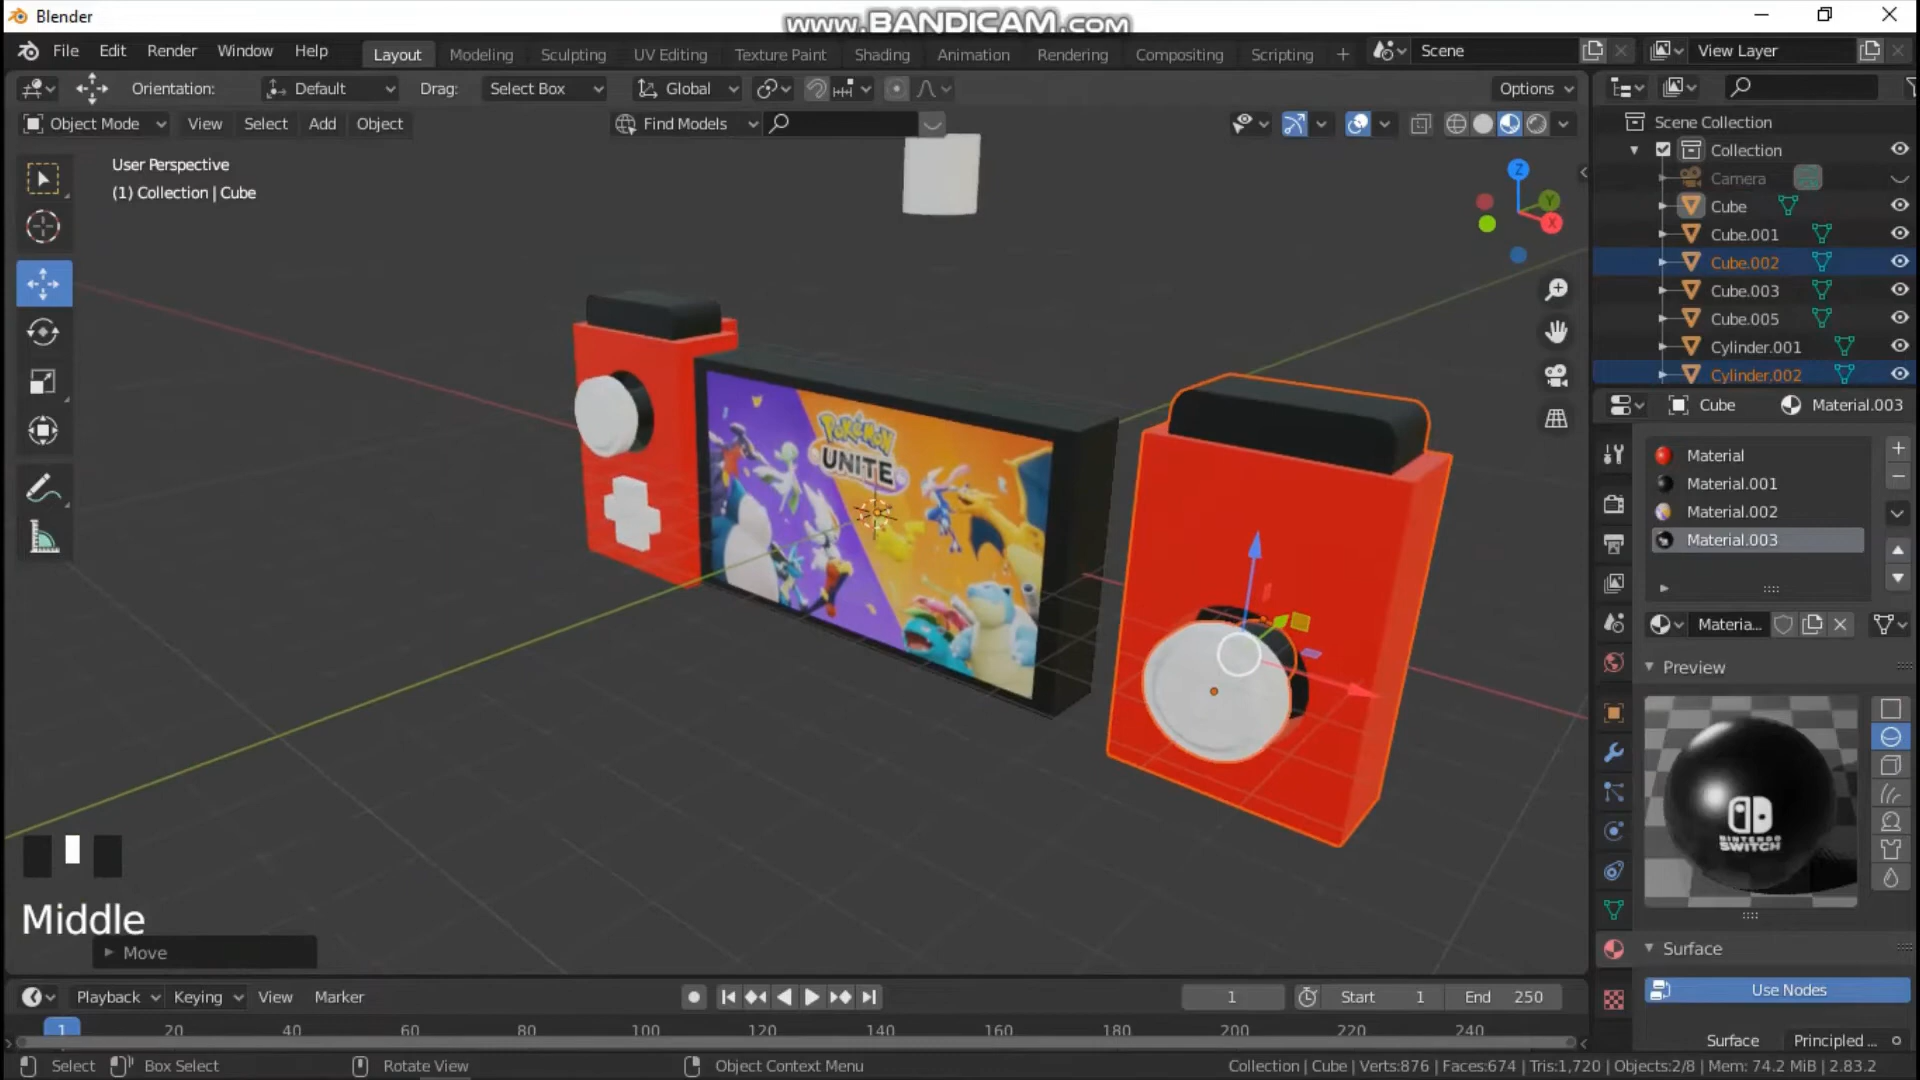 Blender
www.BANDICAM.com
File Edit Render Window Help
Layout Modeling Sculpting UV Editing Texture Paint Shading Animation Rendering Compositing Scripting +
Scene
View Layer
Orientation: Default Drag: Select Box Global Options
Object Mode View Select Add Object Find Models
User Perspective
(1) Collection | Cube
Z
Y
X
Scene Collection
Collection
Camera
Cube
Cube.001
Cube.002
Cube.003
Cube.005
Cylinder.001
Cylinder.002
Cube Material.003
Material
Material.001
Material.002
Material.003
Materia...
Preview
NINTENDO
SWITCH
Surface
Use Nodes
Surface Principled ...
POKÉMON
UNITE
Middle
Move
Playback Keying View Marker
1 Start 1 End 250
1 20 40 60 80 100 120 140 160 180 200 220 240
Select Box Select Rotate View Object Context Menu
Collection | Cube | Verts:876 | Faces:674 | Tris:1,720 | Objects:2/8 | Mem: 74.2 MiB | 2.83.2